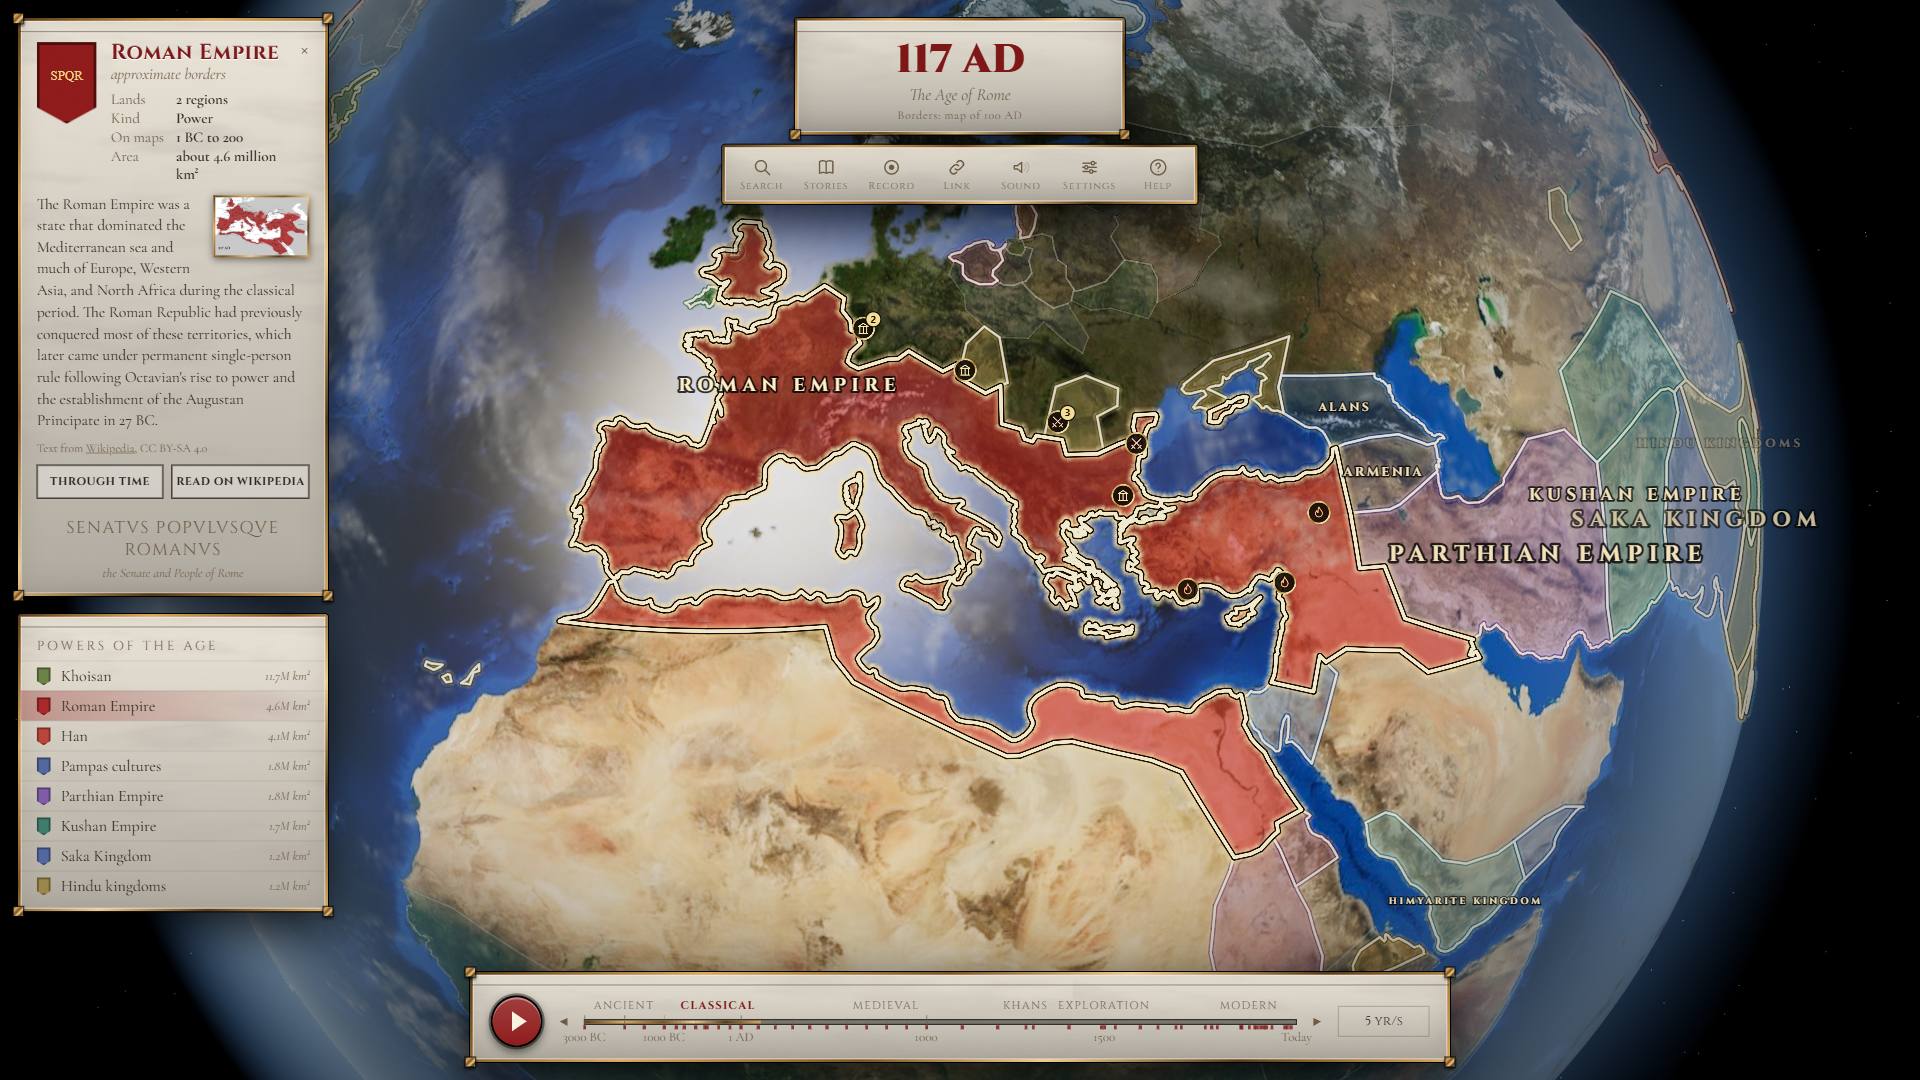 SPQR
ROMAN EMPIRE
×
approximate borders
Lands 2 regions
Kind Power
On maps 1 BC to 200
Area about 4.6 million
km²
The Roman Empire was a
state that dominated the
Mediterranean sea and
much of Europe, Western
Asia, and North Africa during the classical
period. The Roman Republic had previously
conquered most of these territories, which
later came under permanent single-person
rule following Octavian's rise to power and
the establishment of the Augustan
Principate in 27 BC.
Text from Wikipedia, CC BY-SA 4.0
THROUGH TIME
READ ON WIKIPEDIA
SENATVS POPVLVSQVE
ROMANVS
the Senate and People of Rome
POWERS OF THE AGE
Khoisan 11.7M km²
Roman Empire 4.6M km²
Han 4.1M km²
Pampas cultures 1.8M km²
Parthian Empire 1.8M km²
Kushan Empire 1.7M km²
Saka Kingdom 1.2M km²
Hindu kingdoms 1.2M km²
117 AD
The Age of Rome
Borders: map of 100 AD
SEARCH STORIES RECORD LINK SOUND SETTINGS HELP
2
ROMAN EMPIRE
3
ALANS
HINDU KINGDOMS
ARMENIA
KUSHAN EMPIRE
SAKA KINGDOM
PARTHIAN EMPIRE
HIMYARITE KINGDOM
ANCIENT CLASSICAL MEDIEVAL KHANS EXPLORATION MODERN
3000 BC 1000 BC 1 AD 1000 1500 Today
5 YR/S